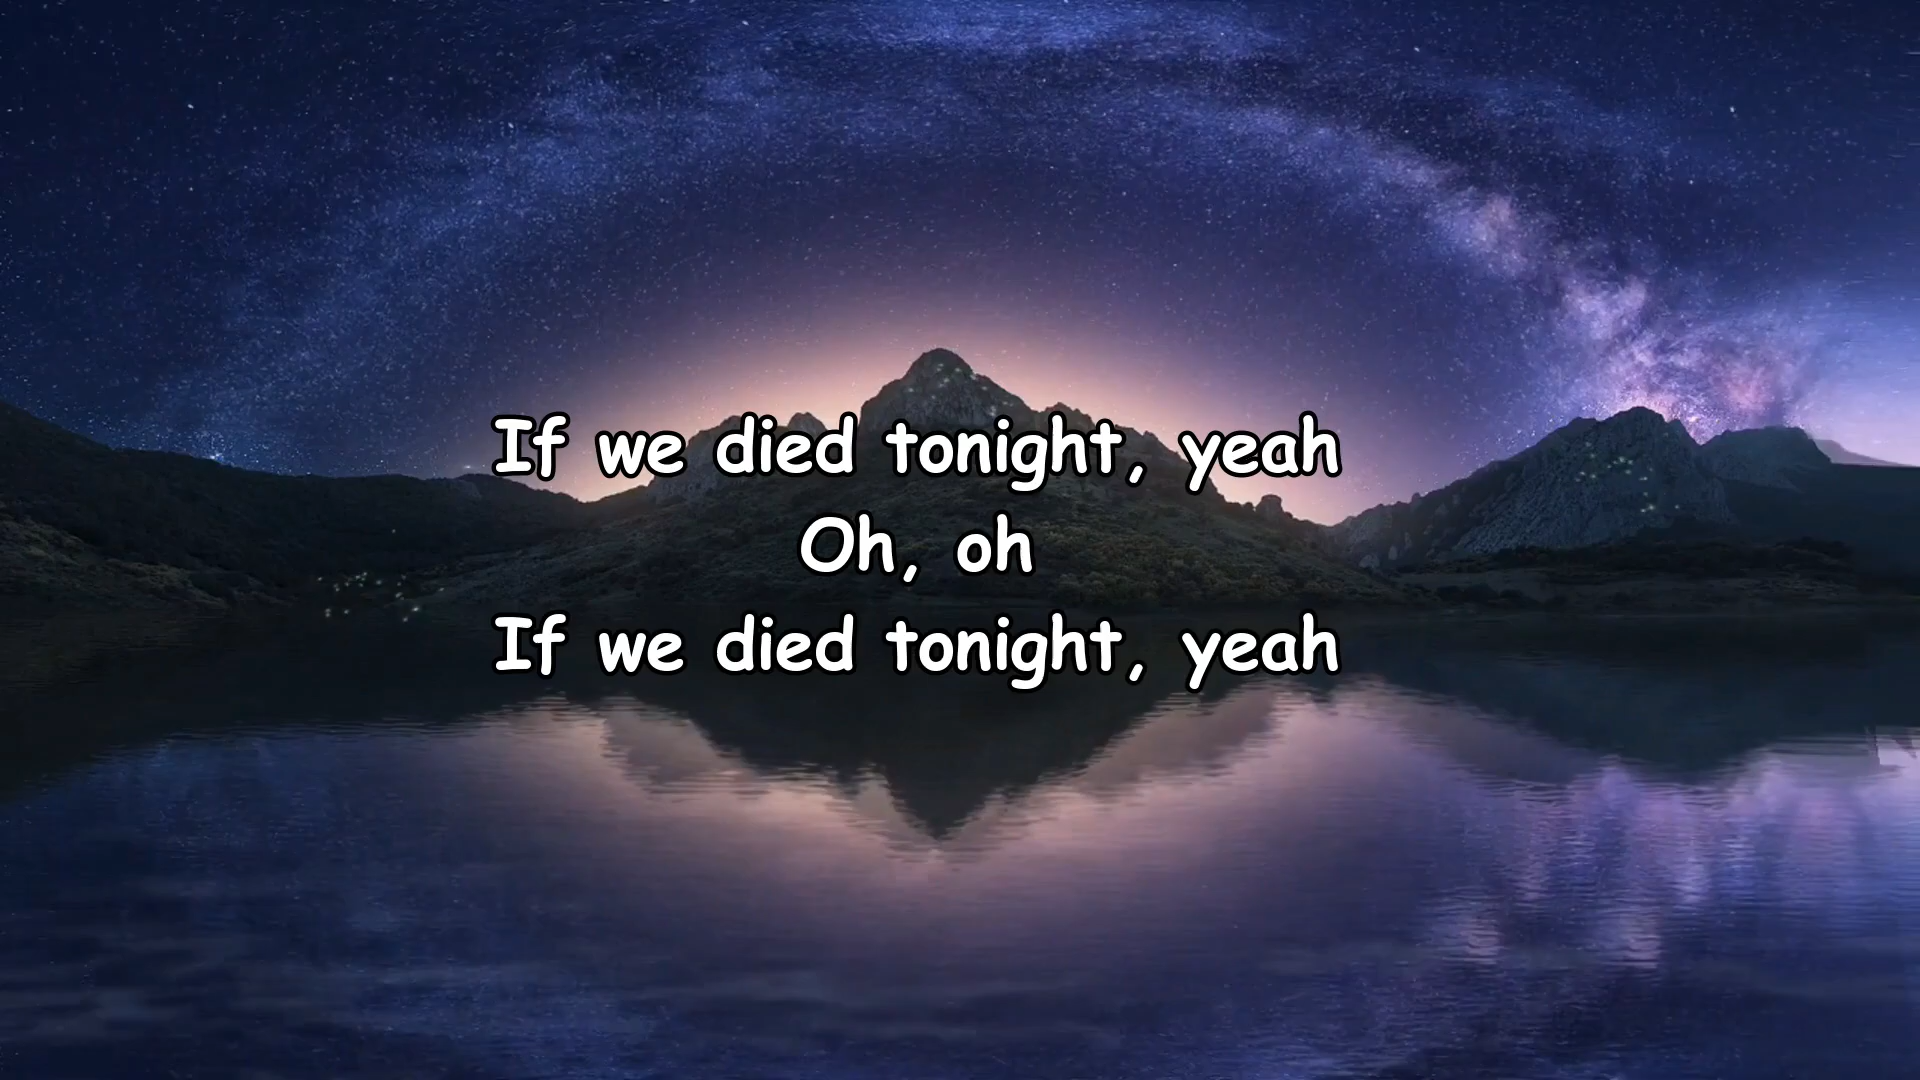 If we died tonight, yeah
Oh, oh
If we died tonight, yeah